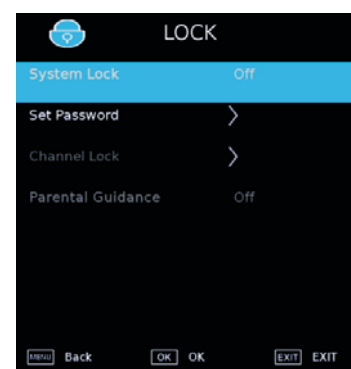 LOCK
System Lock Off
Set Password >
Channel Lock >
Parental Guidance Off
MENU Back OK OK EXIT EXIT